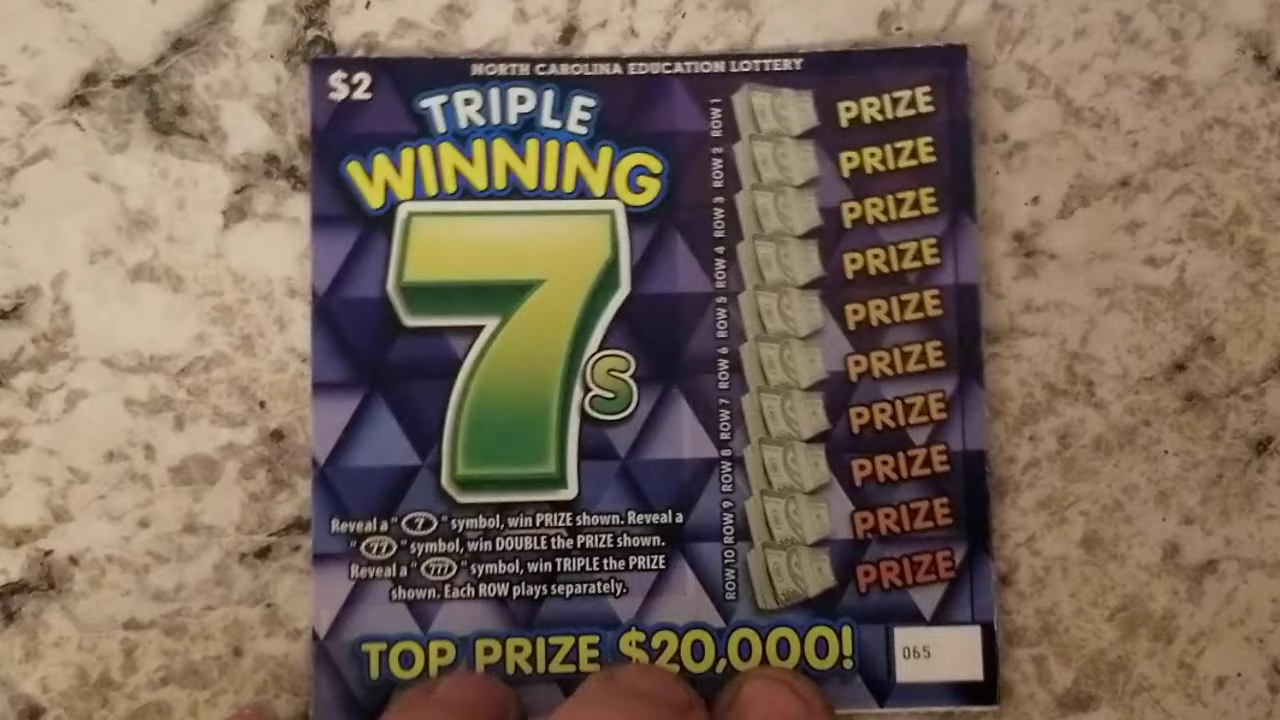 NORTH CAROLINA EDUCATION LOTTERY
$2
TRIPLE
WINNING
7s
Reveal a "7" symbol, win PRIZE shown. Reveal a
"77" symbol, win DOUBLE the PRIZE shown.
Reveal a "777" symbol, win TRIPLE the PRIZE
shown. Each ROW plays separately.
ROW 1 PRIZE
ROW 2 PRIZE
ROW 3 PRIZE
ROW 4 PRIZE
ROW 5 PRIZE
ROW 6 PRIZE
ROW 7 PRIZE
ROW 8 PRIZE
ROW 9 PRIZE
ROW 10 PRIZE
TOP PRIZE $20,000!
065